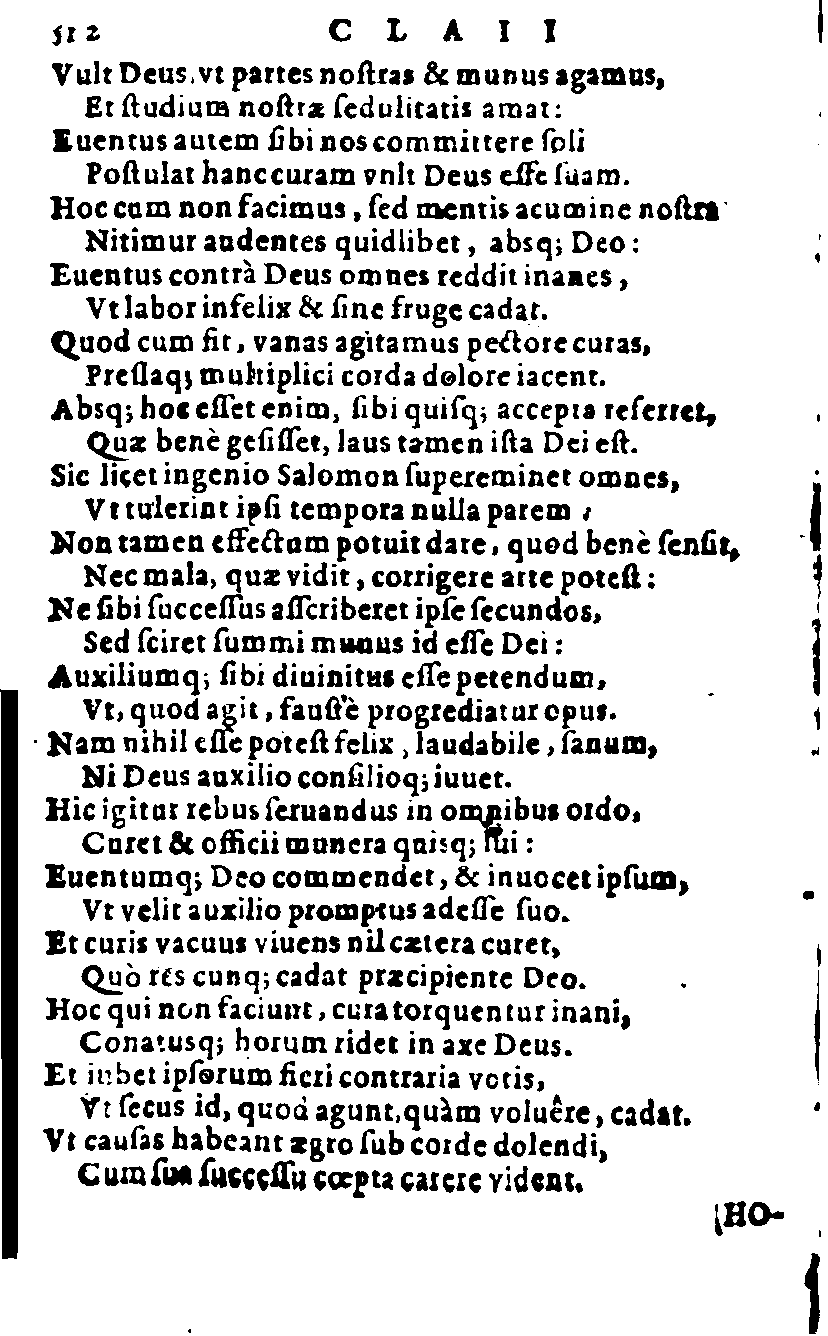 512 C L A I I
Vult Deus, vt partes noſtras & munus agamus,
Et ſtudium noſtræ ſedulitatis amat:
Euentus autem ſibi nos committere ſoli
Poſtulat hanc curam vult Deus eſſe ſuam.
Hoc cum non facimus, ſed mentis acumine noſtra
Nitimur audentes quidlibet, absq; Deo:
Euentus contrà Deus omnes reddit inanes,
Vt labor infelix & ſine fruge cadat.
Quod cum fit, vanas agitamus pectore curas,
Preſſaq; multiplici corda dolore iacent.
Absq; hoc eſſet enim, ſibi quiſq; accepta referret,
Quæ benè geſiſſet, laus tamen iſta Dei eſt.
Sic licet ingenio Salomon ſupereminet omnes,
Vt tulerint ipſi tempora nulla parem:
Non tamen effectum potuit dare, quod benè ſenſit,
Nec mala, quæ vidit, corrigere arte poteſt:
Ne ſibi ſucceſſus aſſcriberet ipſe ſecundos,
Sed ſciret ſummi munus id eſſe Dei:
Auxiliumq; ſibi diuinitus eſſe petendum,
Vt, quod agit, fauſtè progrediatur opus.
Nam nihil eſſe poteſt felix, laudabile, ſanum,
Ni Deus auxilio conſilioq; iuuet.
Hic igitur rebus ſeruandus in omnibus ordo,
Curet & officii munera quisq; ſui:
Euentumq; Deo commendet, & inuocet ipſum,
Vt velit auxilio promptus adeſſe ſuo.
Et curis vacuus viuens nil cætera curet,
Quò res cunq; cadat præcipiente Deo.
Hoc qui non faciunt, cura torquentur inani,
Conatusq; horum ridet in axe Deus.
Et iubet ipſorum fieri contraria votis,
Vt ſecus id, quod agunt, quàm voluêre, cadat.
Vt cauſas habeant ægro ſub corde dolendi,
Cum ſua ſucceſſu cœpta carere vident.
HO-